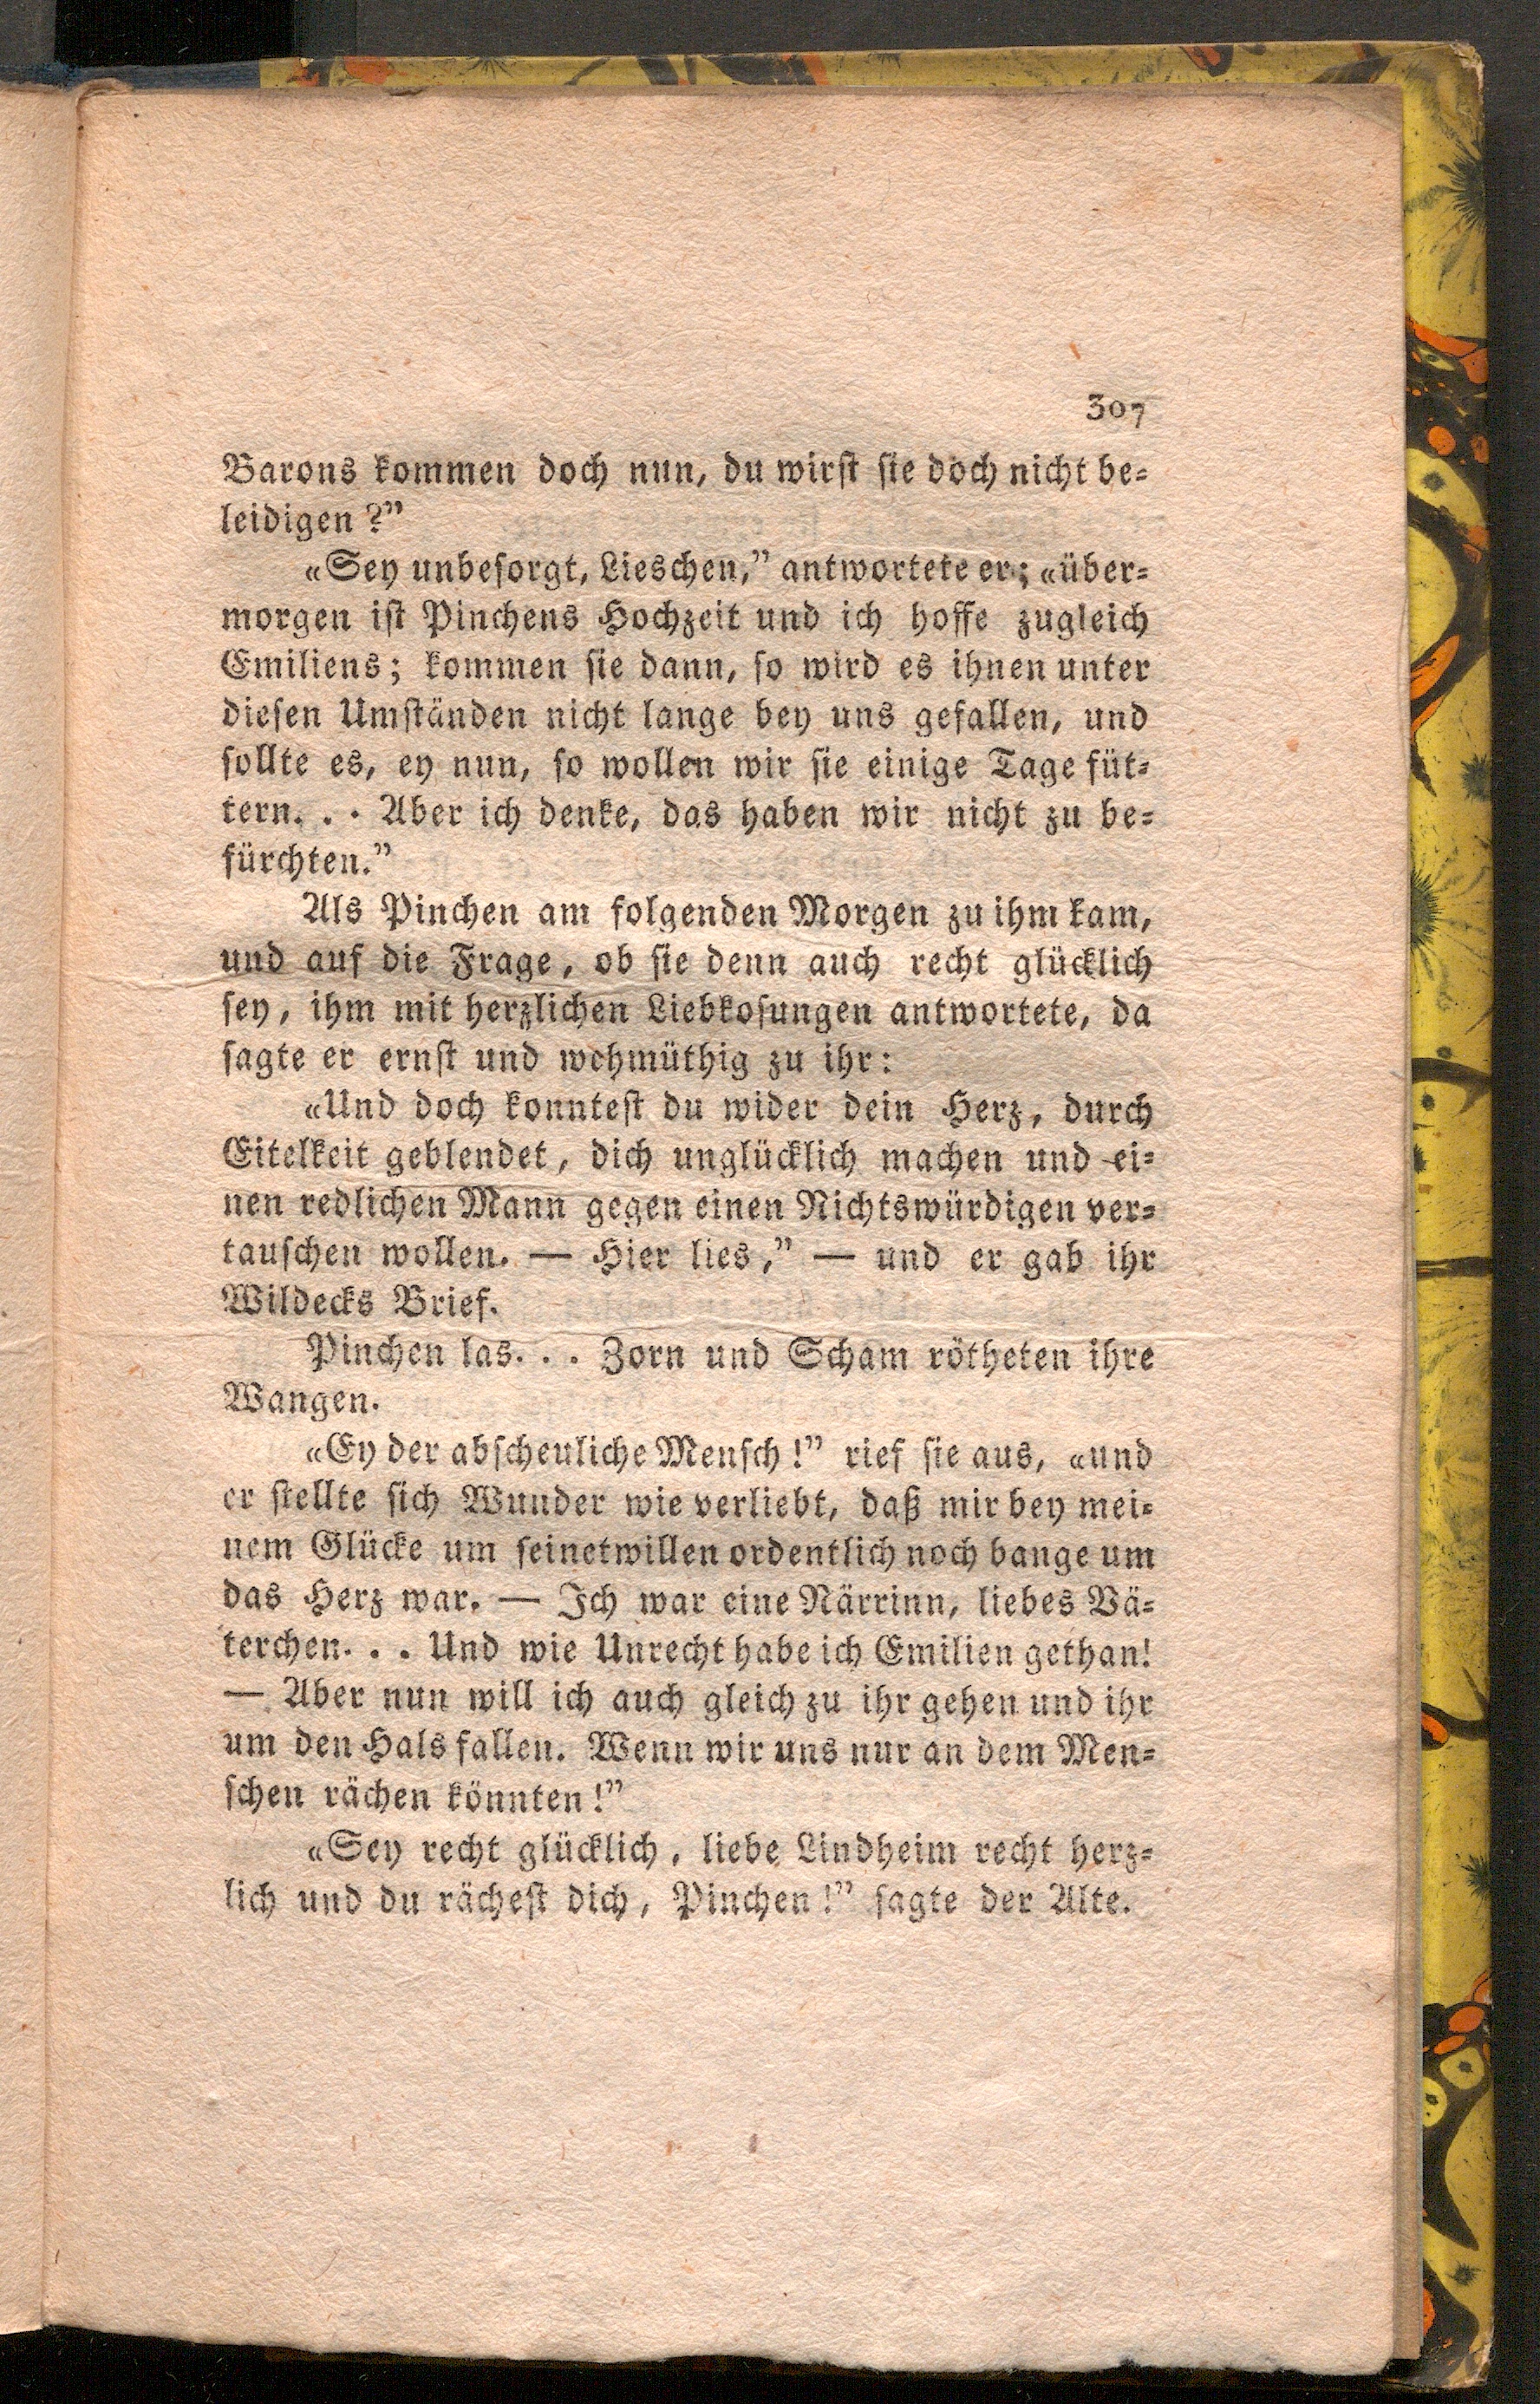 307
Barons kommen doch nun, du wirst sie doch nicht be=
leidigen?”
«Sey unbesorgt, Lieschen,” antwortete er; «über=
morgen ist Pinchens Hochzeit und ich hoffe zugleich
Emiliens; kommen sie dann, so wird es ihnen unter
diesen Umständen nicht lange bey uns gefallen, und
sollte es, ey nun, so wollen wir sie einige Tage füt=
tern. . . Aber ich denke, das haben wir nicht zu be=
fürchten.”
Als Pinchen am folgenden Morgen zu ihm kam,
und auf die Frage, ob sie denn auch recht glücklich
sey, ihm mit herzlichen Liebkosungen antwortete, da
sagte er ernst und wehmüthig zu ihr:
«Und doch konntest du wider dein Herz, durch
Eitelkeit geblendet, dich unglücklich machen und ei=
nen redlichen Mann gegen einen Nichtswürdigen ver=
tauschen wollen. — Hier lies,” — und er gab ihr
Wildecks Brief.
Pinchen las. . . Zorn und Scham rötheten ihre
Wangen.
«Ey der abscheuliche Mensch!” rief sie aus, «und
er stellte sich Wunder wie verliebt, daß mir bey mei=
nem Glücke um seinetwillen ordentlich noch bange um
das Herz war. — Ich war eine Närrinn, liebes Vä=
terchen. . . Und wie Unrecht habe ich Emilien gethan!
— Aber nun will ich auch gleich zu ihr gehen und ihr
um den Hals fallen. Wenn wir uns nur an dem Men=
schen rächen könnten!”
«Sey recht glücklich, liebe Lindheim recht herz=
lich und du rächest dich, Pinchen!” sagte der Alte.